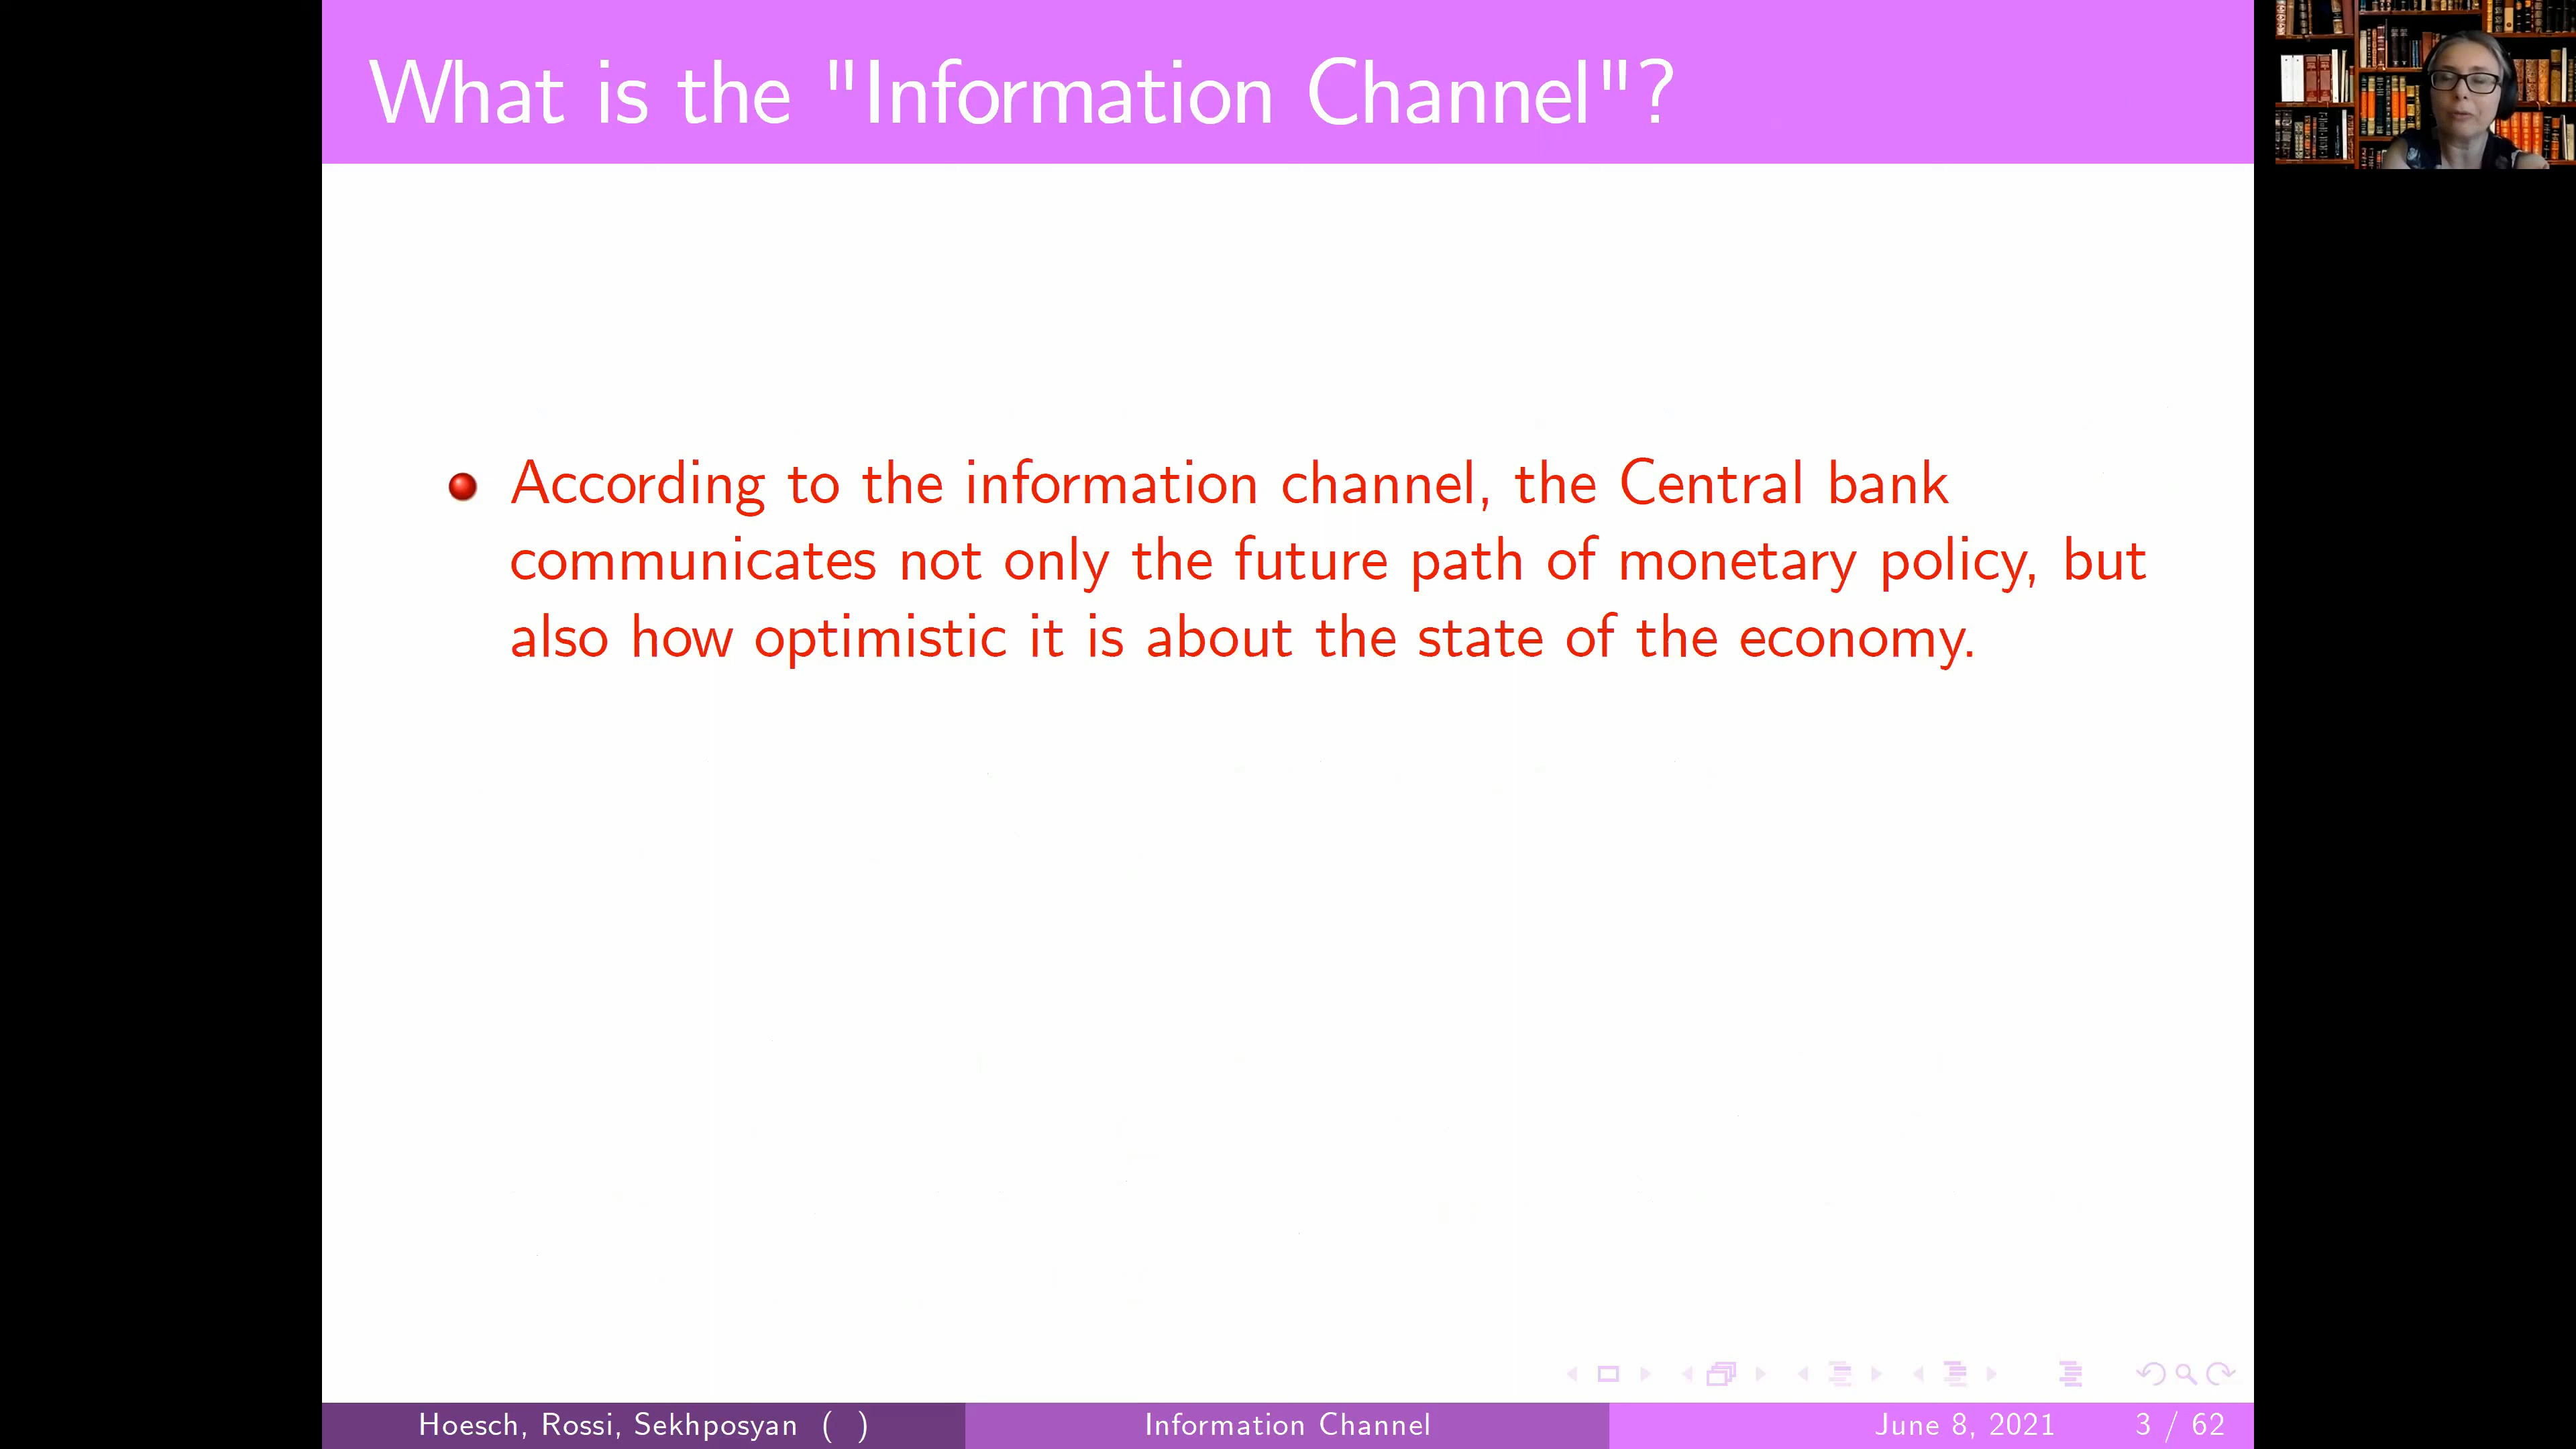 What is the "Information Channel"?
According to the information channel, the Central bank
communicates not only the future path of monetary policy, but
also how optimistic it is about the state of the economy.
Hoesch, Rossi, Sekhposyan ( ) Information Channel June 8, 2021 3 / 62